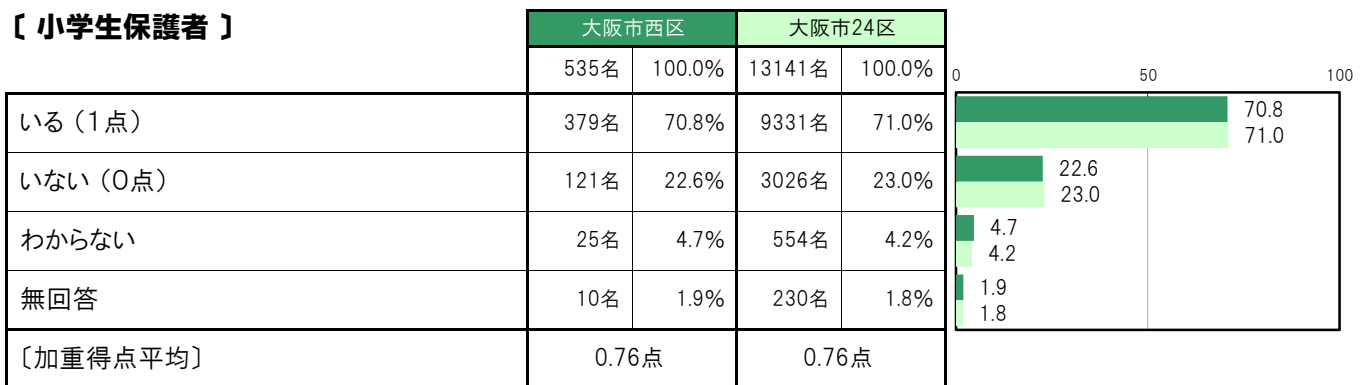 〔 小学生保護者 〕
大阪市西区 大阪市24区
535名 100.0% 13141名 100.0%
0 50 100
いる (1点) 379名 70.8% 9331名 71.0%
70.8
71.0
いない (0点) 121名 22.6% 3026名 23.0%
22.6
23.0
わからない 25名 4.7% 554名 4.2%
4.7
4.2
無回答 10名 1.9% 230名 1.8%
1.9
1.8
〔加重得点平均〕 0.76点 0.76点